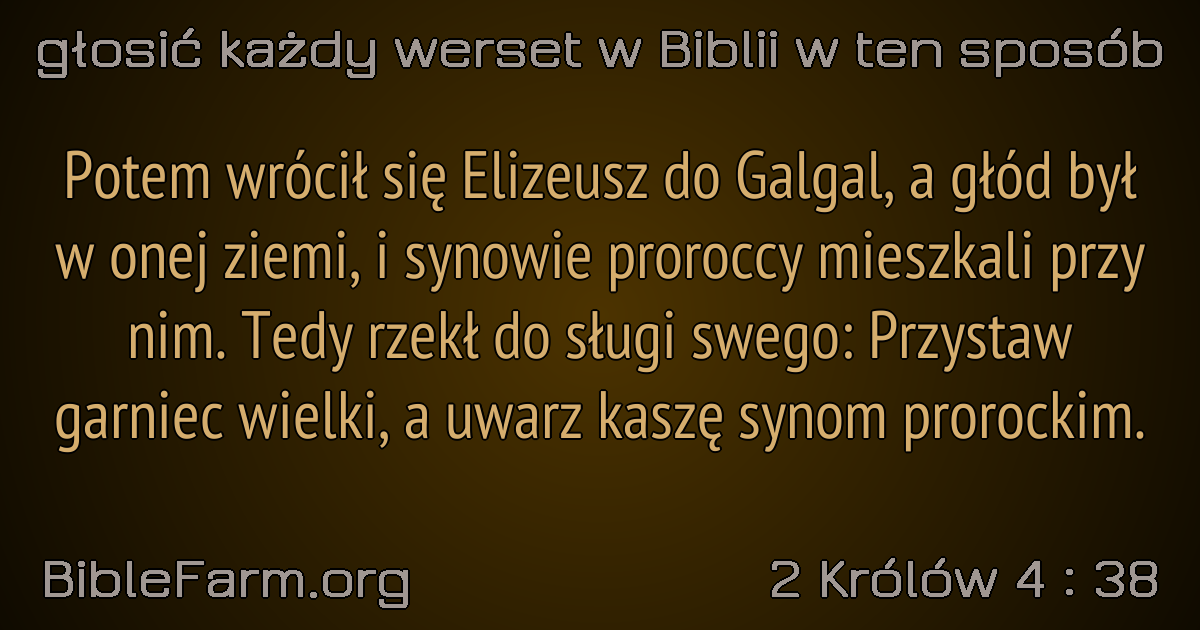 głosić każdy werset w Biblii w ten sposób
Potem wrócił się Elizeusz do Galgal, a głód był
w onej ziemi, i synowie proroccy mieszkali przy
nim. Tedy rzekł do sługi swego: Przystaw
garniec wielki, a uwarz kaszę synom prorockim.
BibleFarm.org
2 Królów 4 : 38